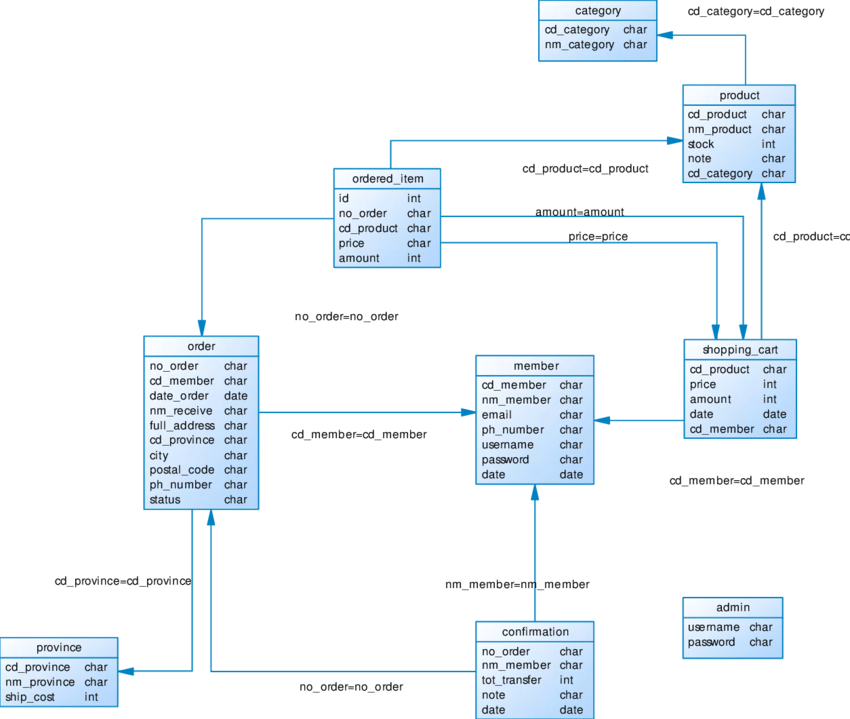 category
cd_category char
nm_category char
cd_category=cd_category
product
cd_product char
nm_product char
stock int
note char
cd_category char
cd_product=cd_product
ordered_item
id int
no_order char
cd_product char
price char
amount int
amount=amount
price=price
cd_product=cd
no_order=no_order
order
no_order char
cd_member char
date_order date
nm_receive char
full_address char
cd_province char
city char
postal_code char
ph_number char
status char
member
cd_member char
nm_member char
email char
ph_number char
username char
password char
date date
shopping_cart
cd_product char
price int
amount int
date date
cd_member char
cd_member=cd_member
cd_member=cd_member
cd_province=cd_province
nm_member=nm_member
province
cd_province char
nm_province char
ship_cost int
no_order=no_order
confirmation
no_order char
nm_member char
tot_transfer int
note char
date date
admin
username char
password char